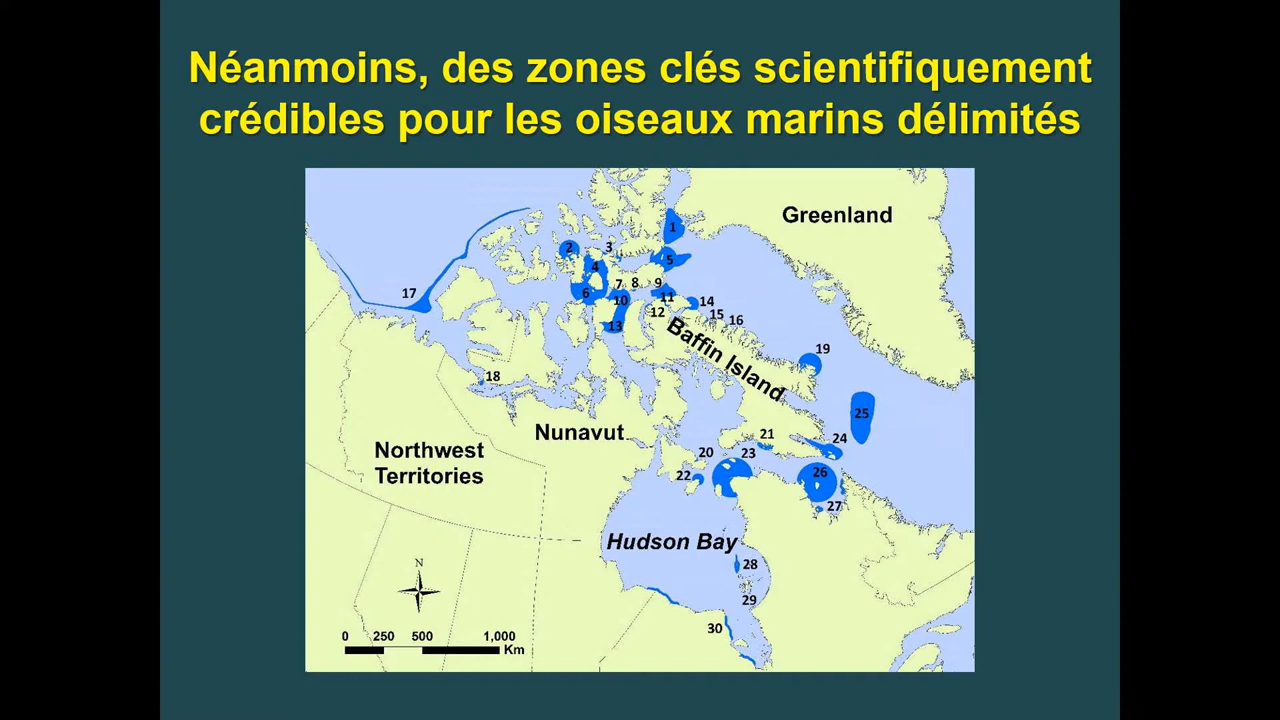 Néanmoins, des zones clés scientifiquement
crédibles pour les oiseaux marins délimités
Greenland
1
2
3
5
4
7
8
9
6
17
10
11
14
12
15
16
13
Baffin Island
19
18
25
Nunavut
21
24
Northwest
Territories
20
23
22
26
27
Hudson Bay
28
N
29
30
0 250 500 1,000
Km